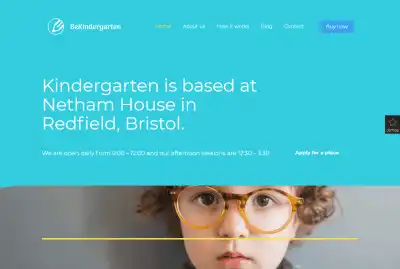 BeKindergarten
Home
About us
How it works
Blog
Contact
Buy now
Kindergarten is based at
Netham House in
Redfield, Bristol.
We are open daily from 9:00 – 12:00 and our afternoon sessions are 12:30 – 3:30
Apply for a place